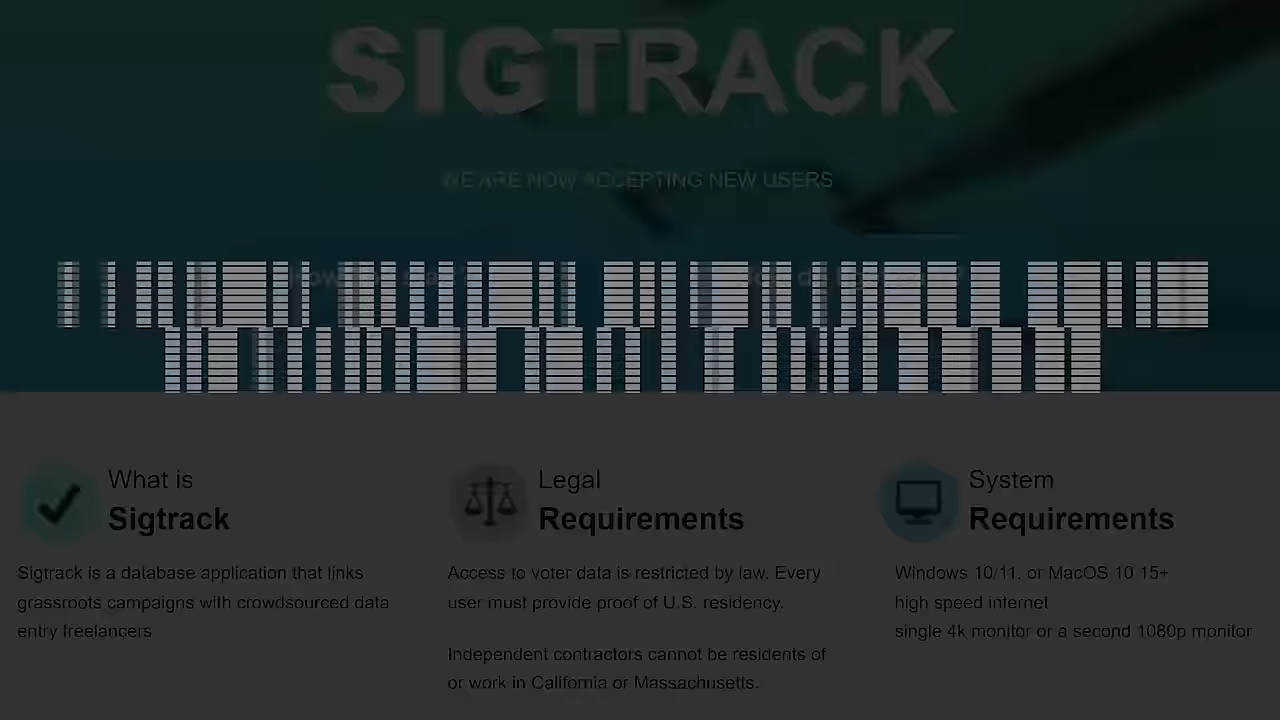 SIGTRACK
WE ARE NOW ACCEPTING NEW USERS
What is
Sigtrack
Sigtrack is a database application that links
grassroots campaigns with crowdsourced data
entry freelancers
Legal
Requirements
Access to voter data is restricted by law. Every
user must provide proof of U.S. residency.
Independent contractors cannot be residents of
or work in California or Massachusetts.
System
Requirements
Windows 10/11, or MacOS 10 15+
high speed internet
single 4k monitor or a second 1080p monitor